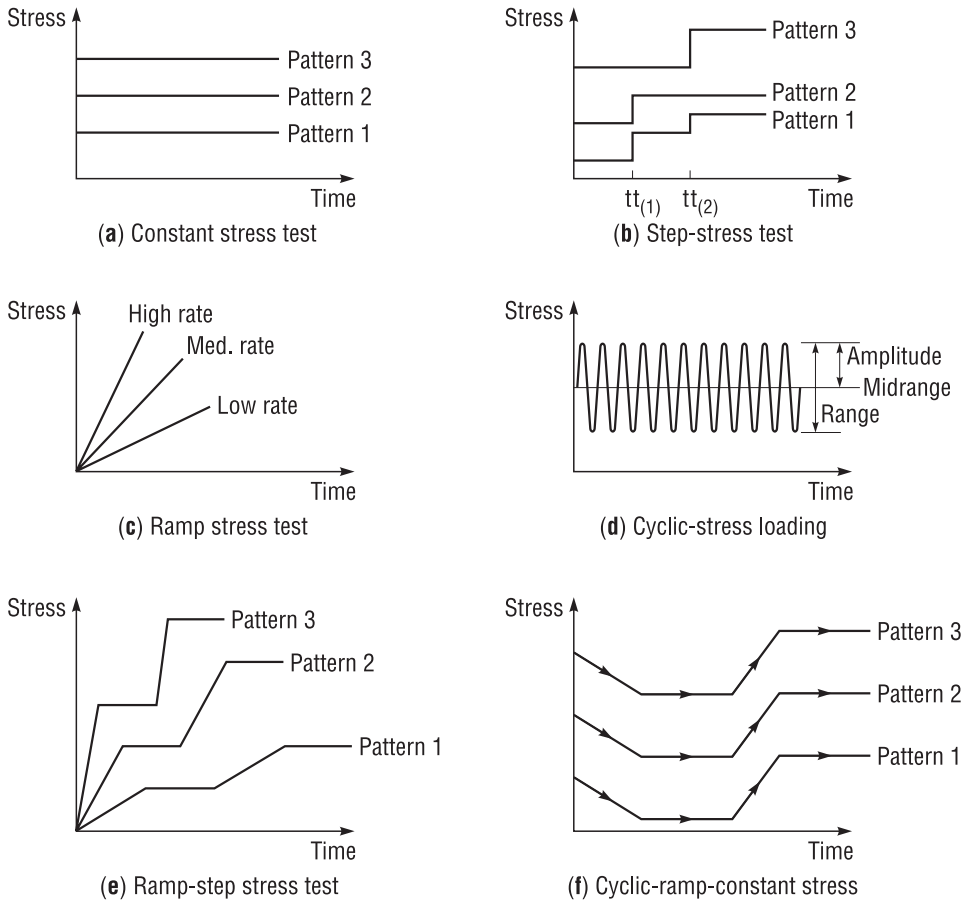 Stress
Pattern 3
Pattern 2
Pattern 1
Time
(a) Constant stress test
Stress
Pattern 3
Pattern 2
Pattern 1
tt(1)
tt(2)
Time
(b) Step-stress test
Stress
High rate
Med. rate
Low rate
Time
(c) Ramp stress test
Stress
Amplitude
Midrange
Range
Time
(d) Cyclic-stress loading
Stress
Pattern 3
Pattern 2
Pattern 1
Time
(e) Ramp-step stress test
Stress
Pattern 3
Pattern 2
Pattern 1
Time
(f) Cyclic-ramp-constant stress